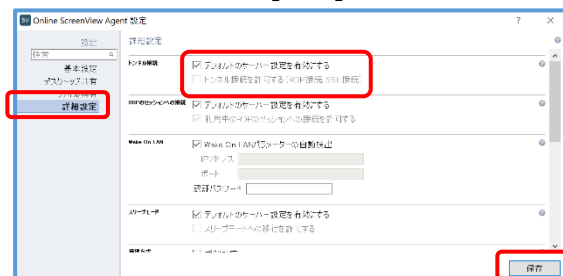 Online ScreenView Agent 設定
設定
検索
基本設定
デスクトップ共有
詳細設定
詳細設定
トンネル接続
デフォルトのサーバー設定を有効にする
トンネル接続を許可する(RDP接続, SSH接続)
RDPのセッションへの接続
デフォルトのサーバー設定を有効にする
利用中のRDPのセッションへの接続を許可する
Wake On LAN
Wake On LANパラメーターの自動検出
IPアドレス
ポート
認証パスワード
スリープモード
デフォルトのサーバー設定を有効にする
スリープモードへの移行を許可する
保存